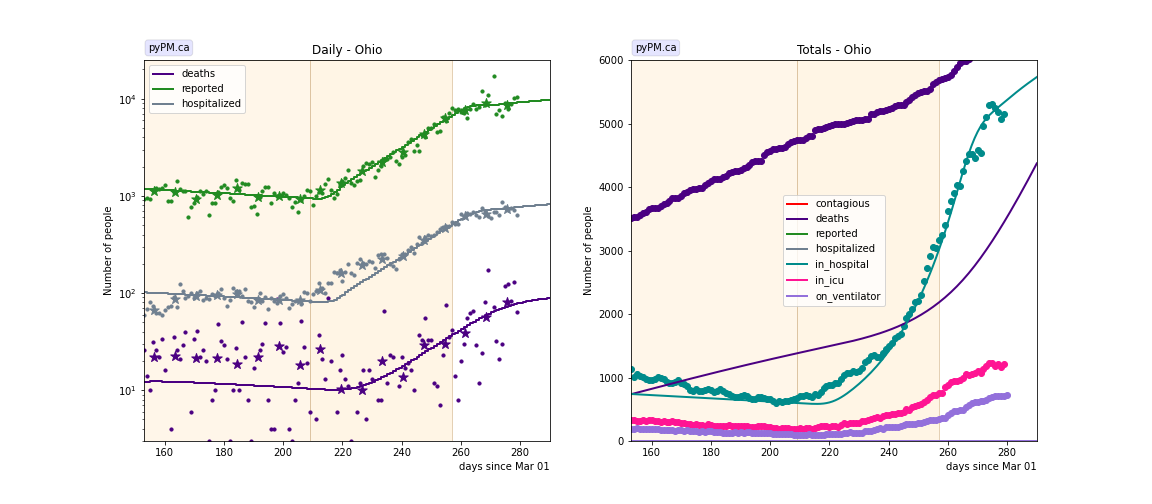 pyPM.ca
Daily - Ohio
deaths
reported
hospitalized
Number of people
10⁴
10³
10²
10¹
160 180 200 220 240 260 280
days since Mar 01
pyPM.ca
Totals - Ohio
contagious
deaths
reported
hospitalized
in_hospital
in_icu
on_ventilator
Number of people
6000
5000
4000
3000
2000
1000
0
160 180 200 220 240 260 280
days since Mar 01